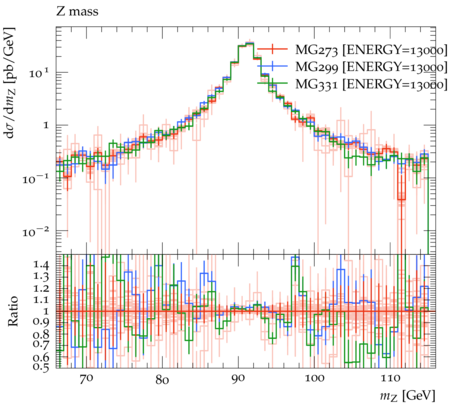 Z mass
dσ/dm_Z [pb/GeV]
MG273 [ENERGY=13000]
MG299 [ENERGY=13000]
MG331 [ENERGY=13000]
10^1
1
10^−1
10^−2
Ratio
1.4
1.3
1.2
1.1
1
0.9
0.8
0.7
0.6
0.5
70 80 90 100 110
m_Z [GeV]